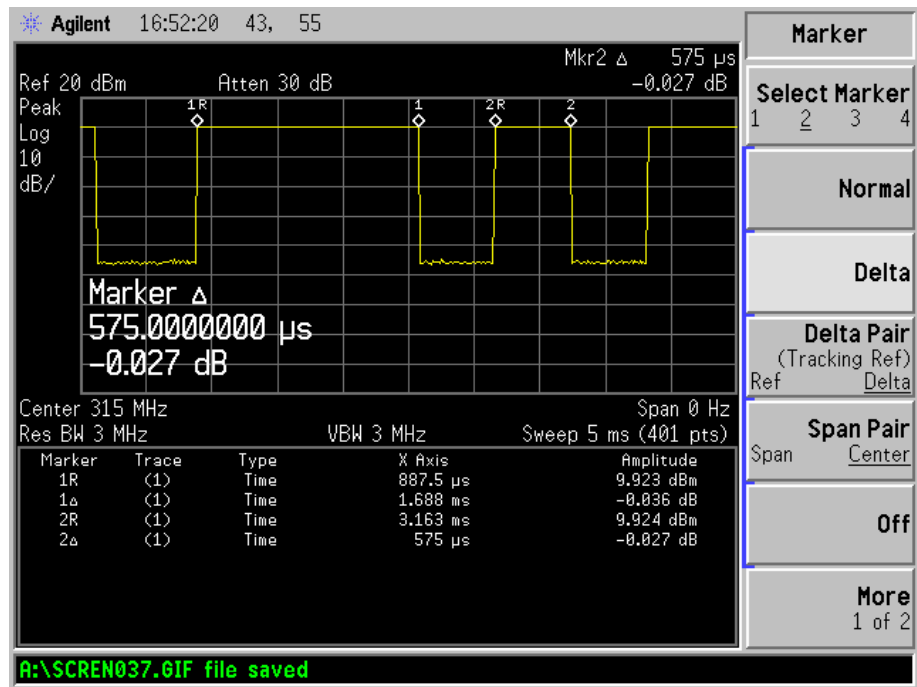 Agilent 16:52:20 43, 55
Mkr2 Δ 575 µs
Ref 20 dBm Atten 30 dB -0.027 dB
Peak
Log
10
dB/
1R 1 2R 2
Marker Δ
575.0000000 µs
-0.027 dB
Center 315 MHz Span 0 Hz
Res BW 3 MHz VBW 3 MHz Sweep 5 ms (401 pts)
Marker Trace Type X Axis Amplitude
1R (1) Time 887.5 µs 9.923 dBm
1Δ (1) Time 1.688 ms -0.036 dB
2R (1) Time 3.163 ms 9.924 dBm
2Δ (1) Time 575 µs -0.027 dB
A:\SCREN037.GIF file saved
Marker
Select Marker
1 2 3 4
Normal
Delta
Delta Pair
(Tracking Ref)
Ref Delta
Span Pair
Span Center
Off
More
1 of 2